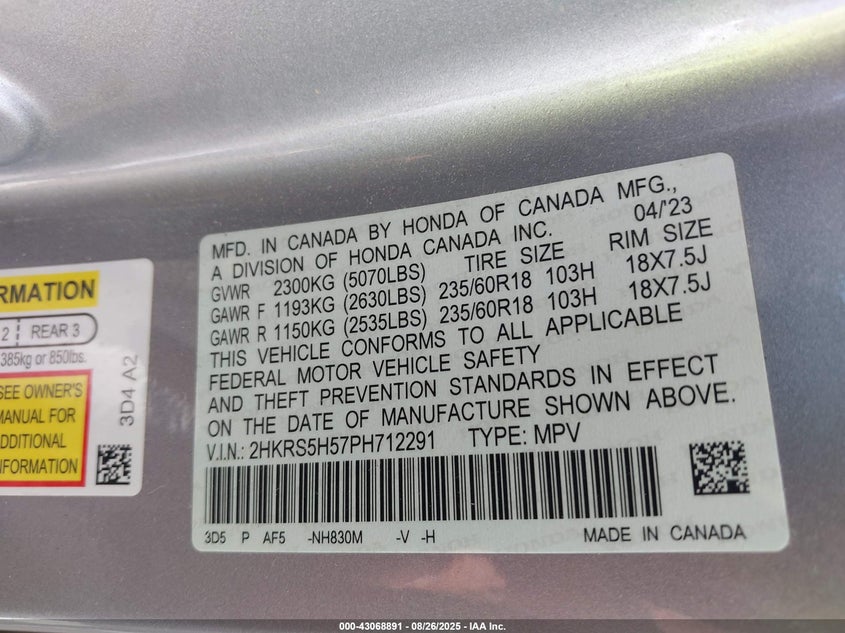 MFD. IN CANADA BY HONDA OF CANADA MFG.,
A DIVISION OF HONDA CANADA INC. 04/'23
GVWR 2300KG (5070LBS) TIRE SIZE RIM SIZE
GAWR F 1193KG (2630LBS) 235/60R18 103H 18X7.5J
GAWR R 1150KG (2535LBS) 235/60R18 103H 18X7.5J
THIS VEHICLE CONFORMS TO ALL APPLICABLE
FEDERAL MOTOR VEHICLE SAFETY
AND THEFT PREVENTION STANDARDS IN EFFECT
ON THE DATE OF MANUFACTURE SHOWN ABOVE.
V.I.N.: 2HKRS5H57PH712291 TYPE: MPV
3D5 P AF5 -NH830M -V -H MADE IN CANADA
RMATION
2 REAR 3
385kg or 850lbs.
SEE OWNER'S
MANUAL FOR
DDITIONAL
NFORMATION
3D4 A2
000-43068891 - 08/26/2025 - IAA Inc.